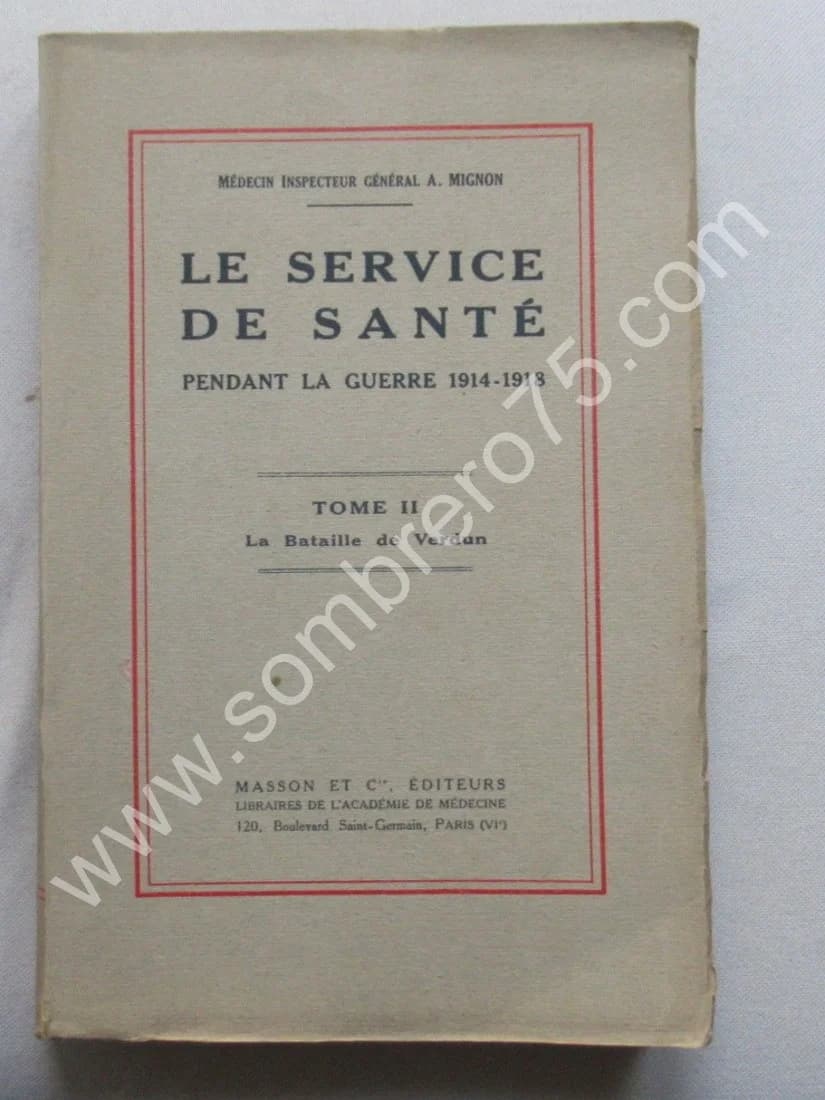 MÉDECIN INSPECTEUR GÉNÉRAL A. MIGNON
LE SERVICE
DE SANTÉ
PENDANT LA GUERRE 1914-1918
TOME II
La Bataille de Verdun
MASSON ET Cⁱᵉ, ÉDITEURS
LIBRAIRES DE L'ACADÉMIE DE MÉDECINE
120, Boulevard Saint-Germain, PARIS (VIᵉ)
www.sombrero75.com